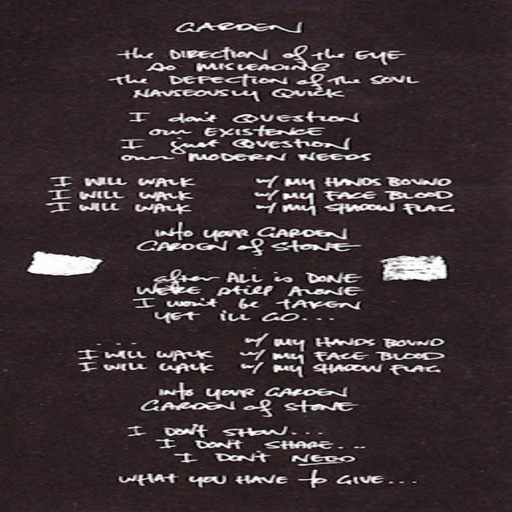 GARDEN
the DIRECTION of the EYE
so MISLEADING
the DEFECTION of the SOUL
NAUSEOUSLY QUICK
I don't QUESTION
our EXISTENCE
I just QUESTION
our MODERN NEEDS
I WILL WALK w/ MY HANDS BOUND
I WILL WALK w/ MY FACE BLOOD
I WILL WALK w/ MY SHADOW FLAG
into YOUR GARDEN
GARDEN of STONE
after ALL is DONE
WE'RE still ALONE
I won't be TAKEN
YET I'LL GO...
.... w/ MY HANDS BOUND
I WILL WALK w/ MY FACE BLOOD
I WILL WALK w/ MY SHADOW FLAG
into YOUR GARDEN
GARDEN of STONE
I DON'T SHOW...
I DON'T SHARE...
I DON'T NEED
WHAT YOU HAVE to GIVE...